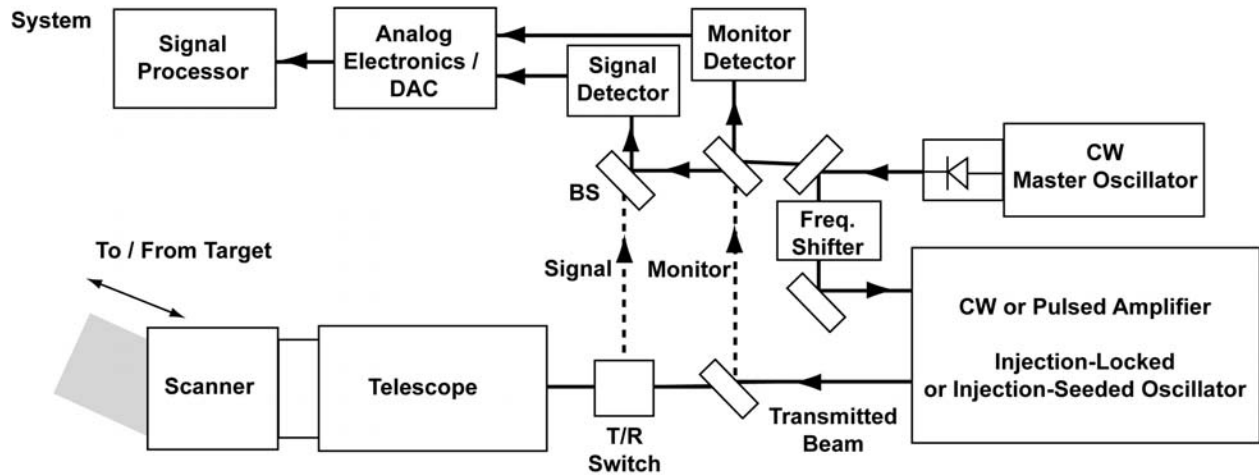 System
Signal
Processor
Analog
Electronics /
DAC
Signal
Detector
Monitor
Detector
CW
Master Oscillator
BS
Freq.
Shifter
To / From Target
Signal
Monitor
CW or Pulsed Amplifier
Injection-Locked
or Injection-Seeded Oscillator
Scanner
Telescope
T/R
Switch
Transmitted
Beam